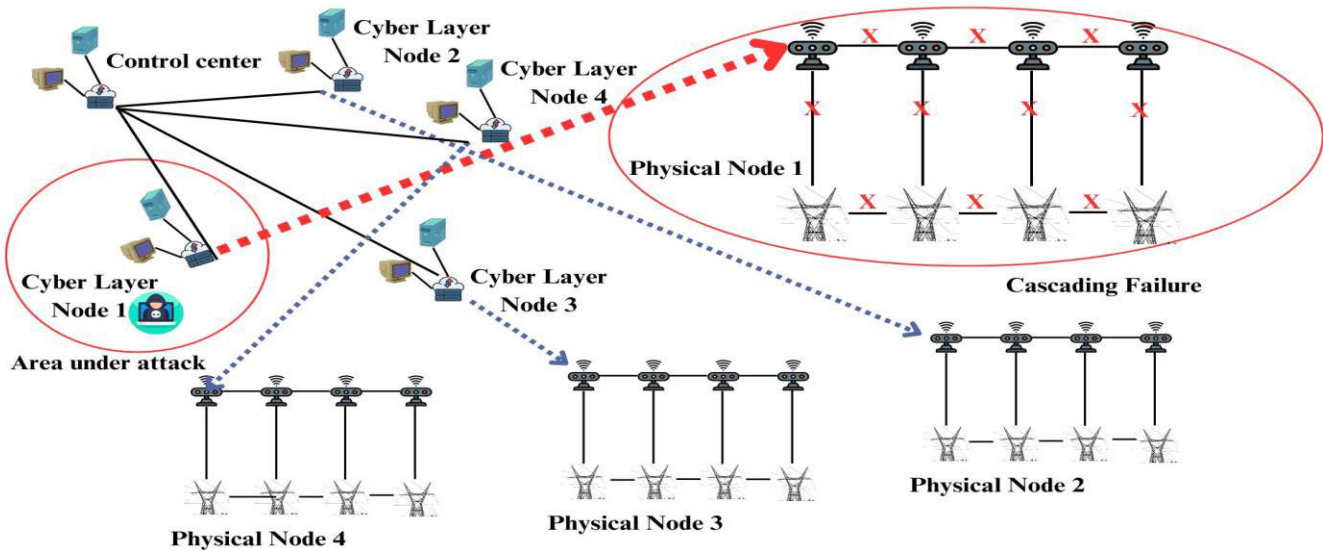 Control center
Cyber Layer
Node 2
Cyber Layer
Node 4
X X X
X X X X
Physical Node 1
X X X
Cyber Layer
Node 1
Cyber Layer
Node 3
Cascading Failure
Area under attack
Physical Node 2
Physical Node 3
Physical Node 4